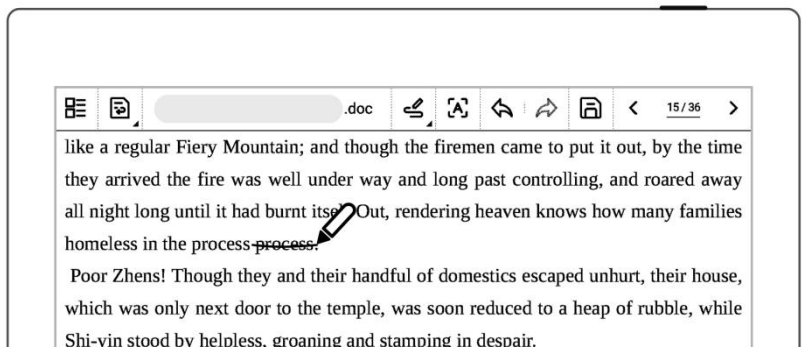 .doc
15/36
like a regular Fiery Mountain; and though the firemen came to put it out, by the time
they arrived the fire was well under way and long past controlling, and roared away
all night long until it had burnt Out, rendering heaven knows how many families
homeless in the process process.
Poor Zhens! Though they and their handful of domestics escaped unhurt, their house,
which was only next door to the temple, was soon reduced to a heap of rubble, while
Shi-yin stood by helpless, groaning and stamping in despair.